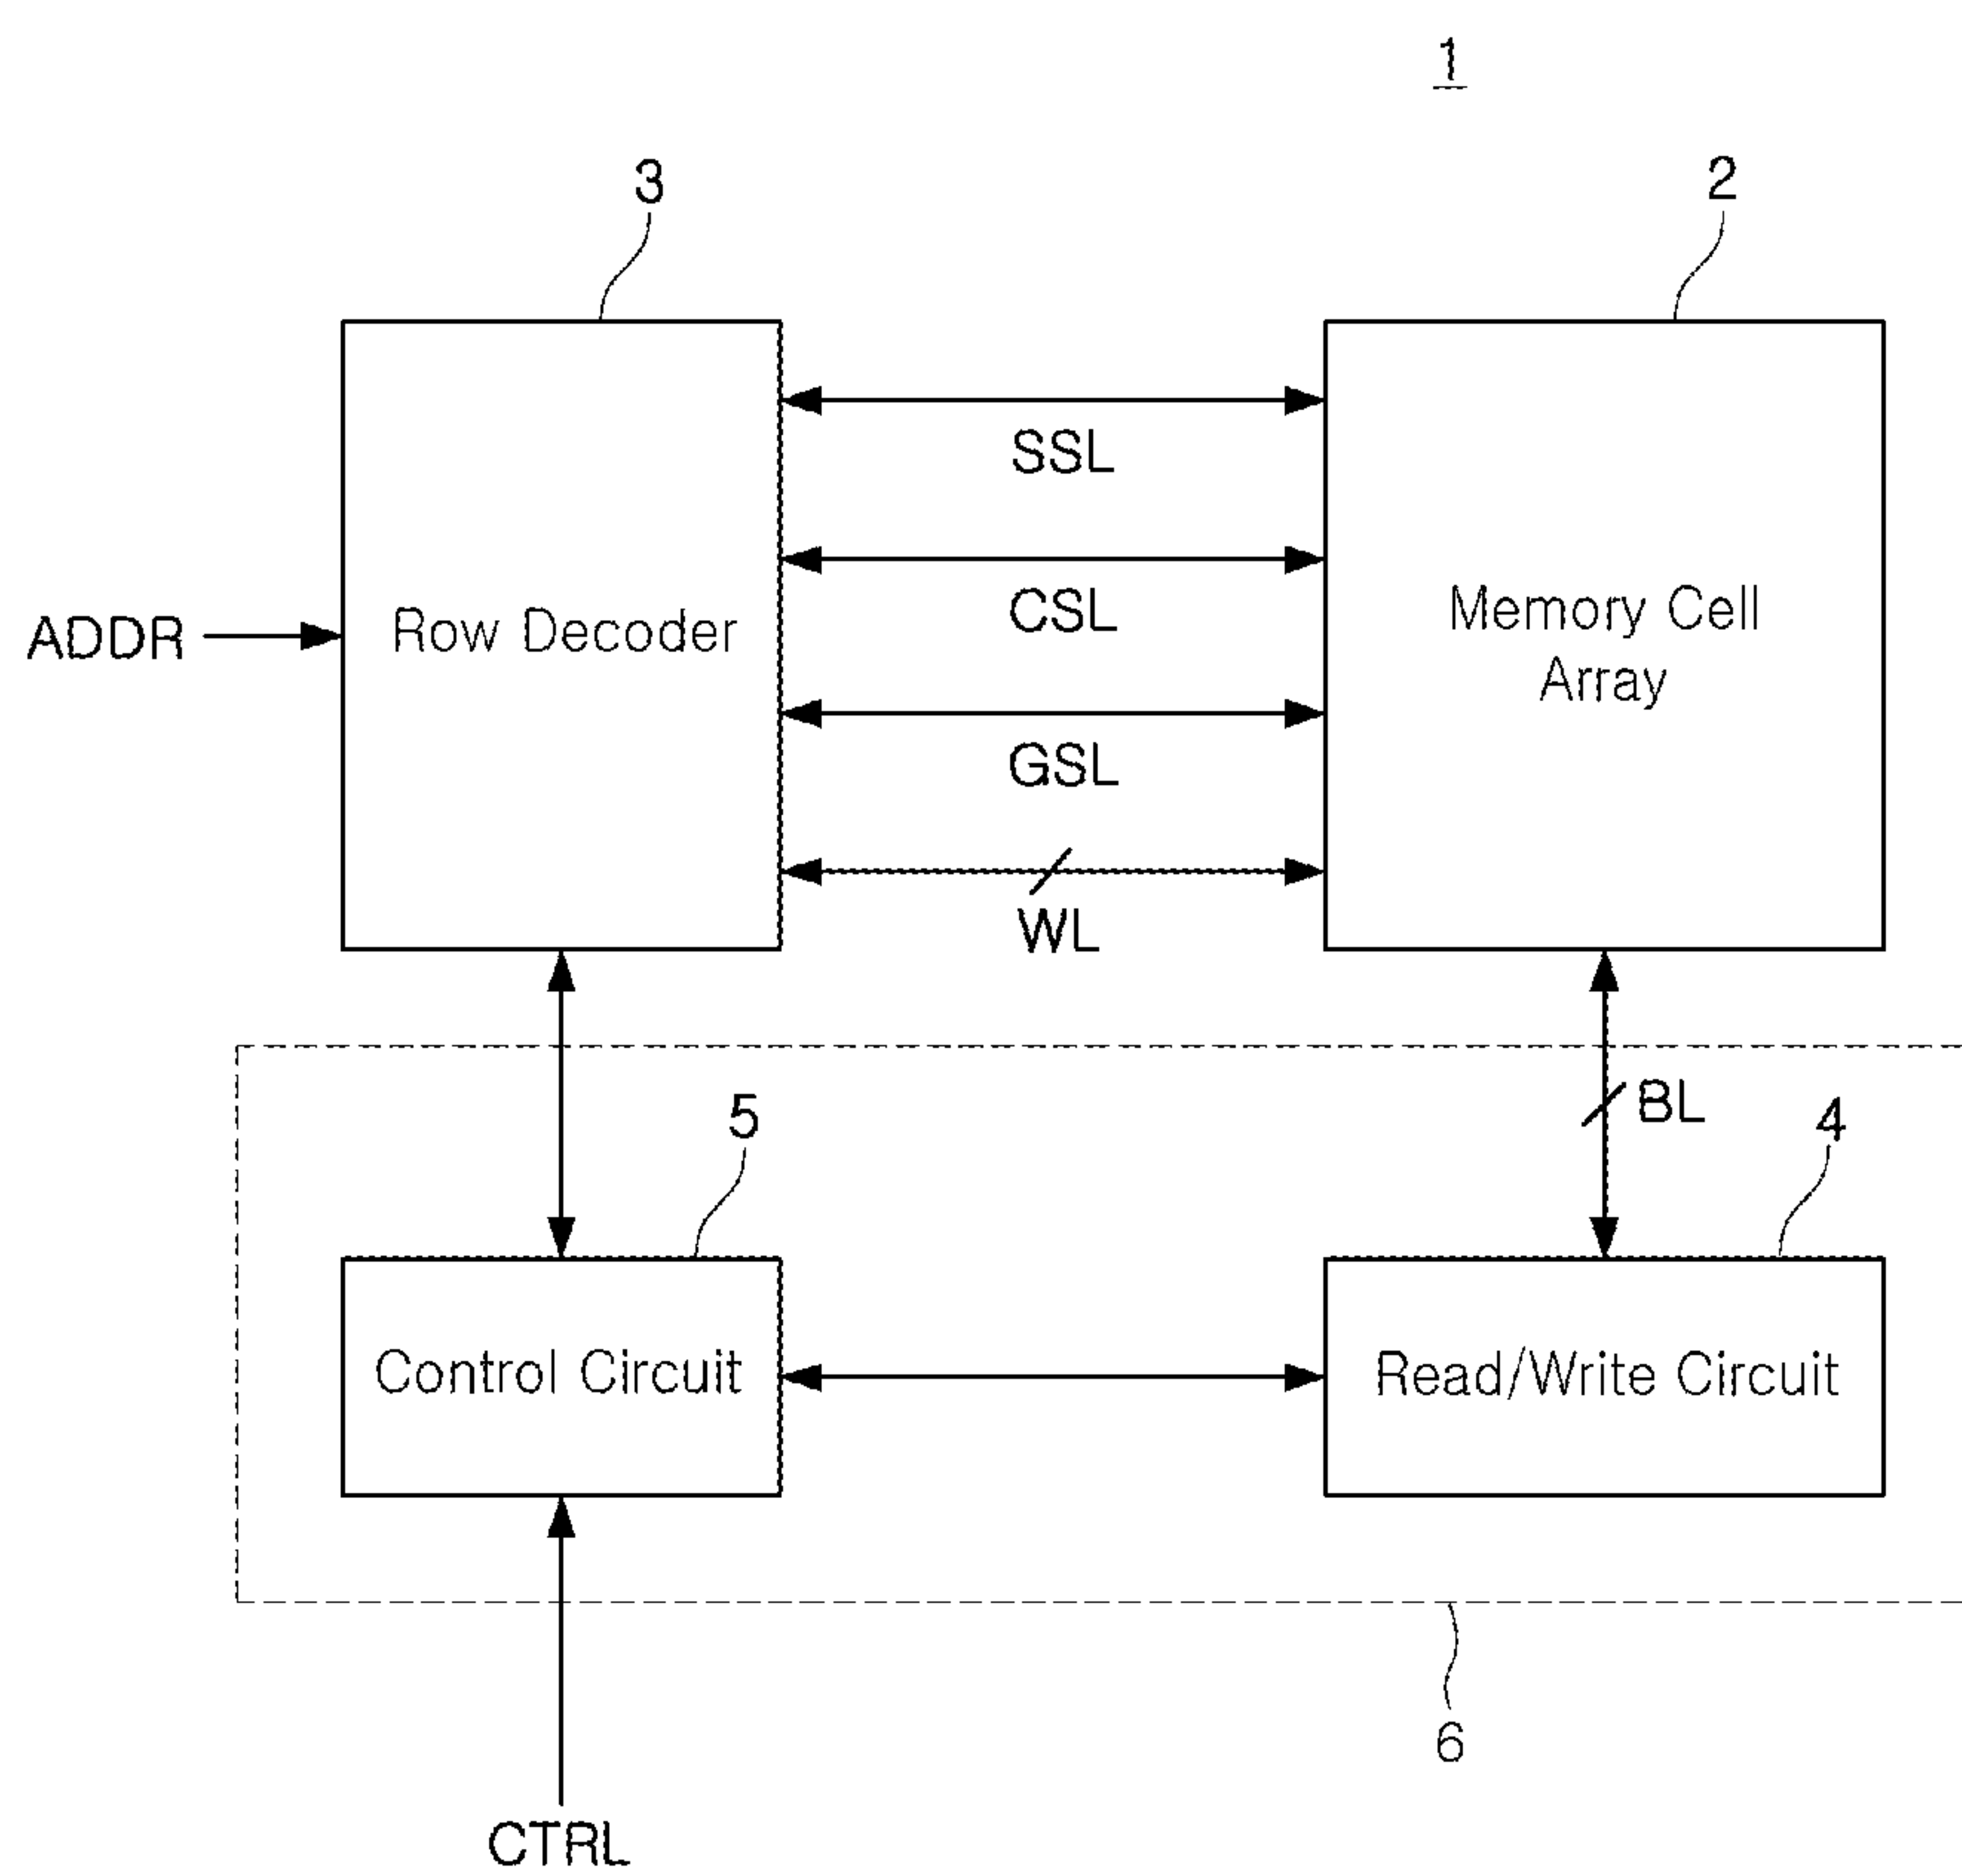 1
3
2
SSL
CSL
ADDR
Row Decoder
Memory Cell
Array
GSL
WL
BL
5
4
Control Circuit
Read/Write Circuit
6
CTRL